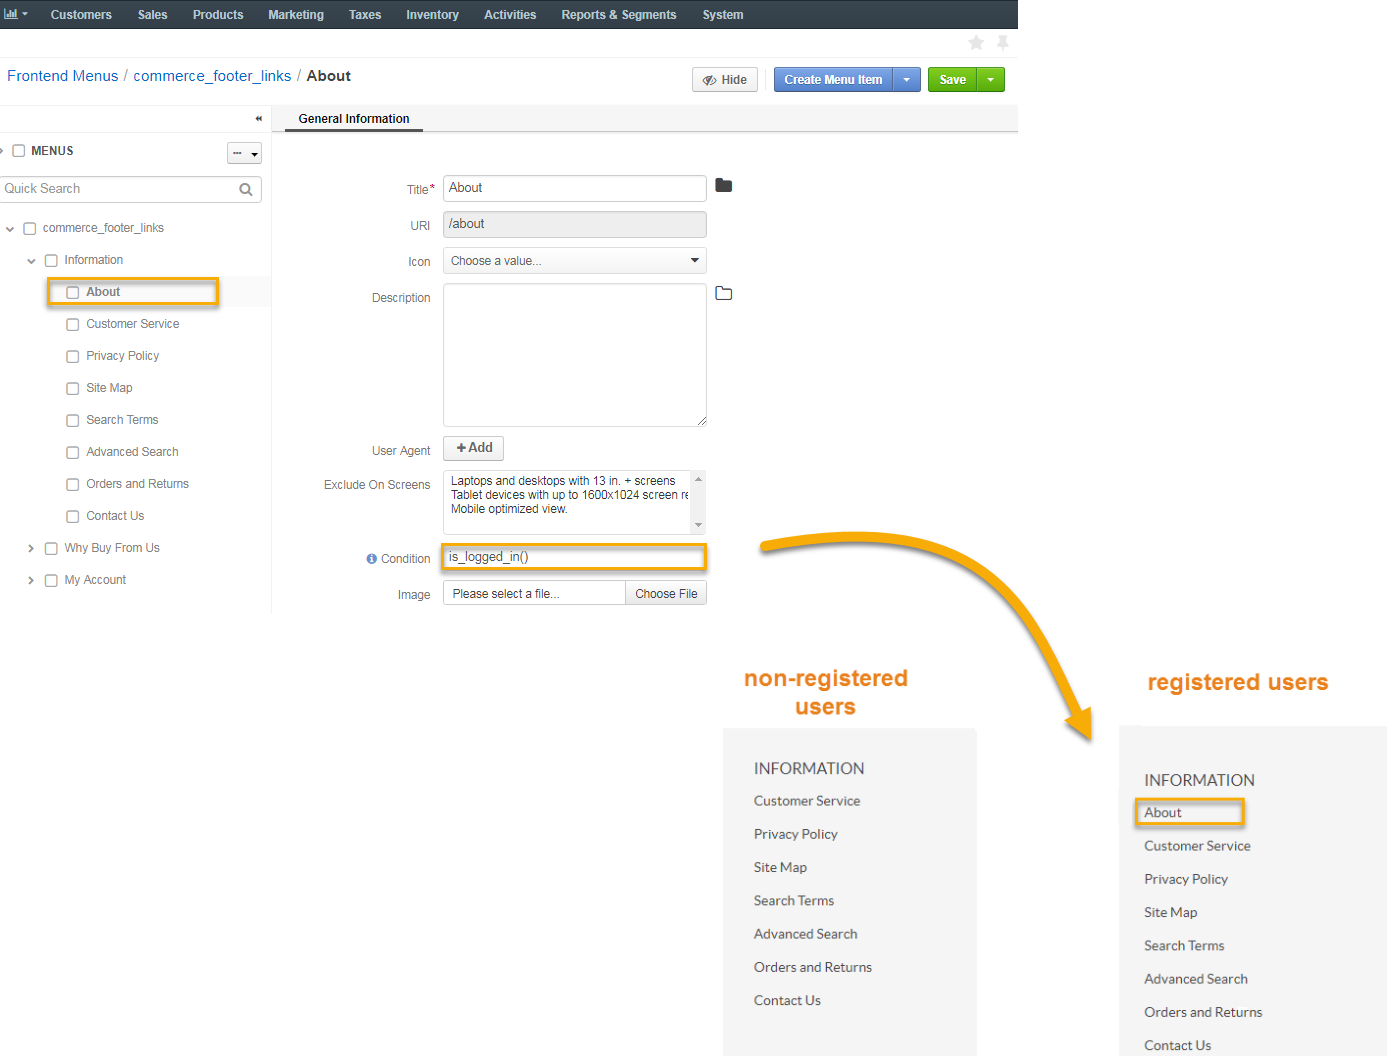 Customers Sales Products Marketing Taxes Inventory Activities Reports & Segments System
Frontend Menus / commerce_footer_links / About
Hide
Create Menu Item
Save
General Information
MENUS
Quick Search
commerce_footer_links
Information
About
Customer Service
Privacy Policy
Site Map
Search Terms
Advanced Search
Orders and Returns
Contact Us
Why Buy From Us
My Account
Title* About
URI /about
Icon Choose a value...
Description
User Agent + Add
Exclude On Screens Laptops and desktops with 13 in. + screens
Tablet devices with up to 1600x1024 screen re
Mobile optimized view.
Condition is_logged_in()
Image Please select a file... Choose File
non-registered
users
INFORMATION
Customer Service
Privacy Policy
Site Map
Search Terms
Advanced Search
Orders and Returns
Contact Us
registered users
INFORMATION
About
Customer Service
Privacy Policy
Site Map
Search Terms
Advanced Search
Orders and Returns
Contact Us